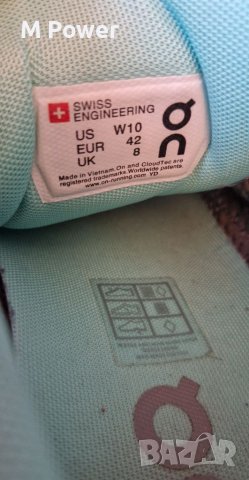 M Power
SWISS
ENGINEERING
US W10
EUR 42
UK 8
Made in Vietnam.On and CloudTec are
registered trademarks.Worldwide patents.
www.on-running.com YD
BAZAR
.bg